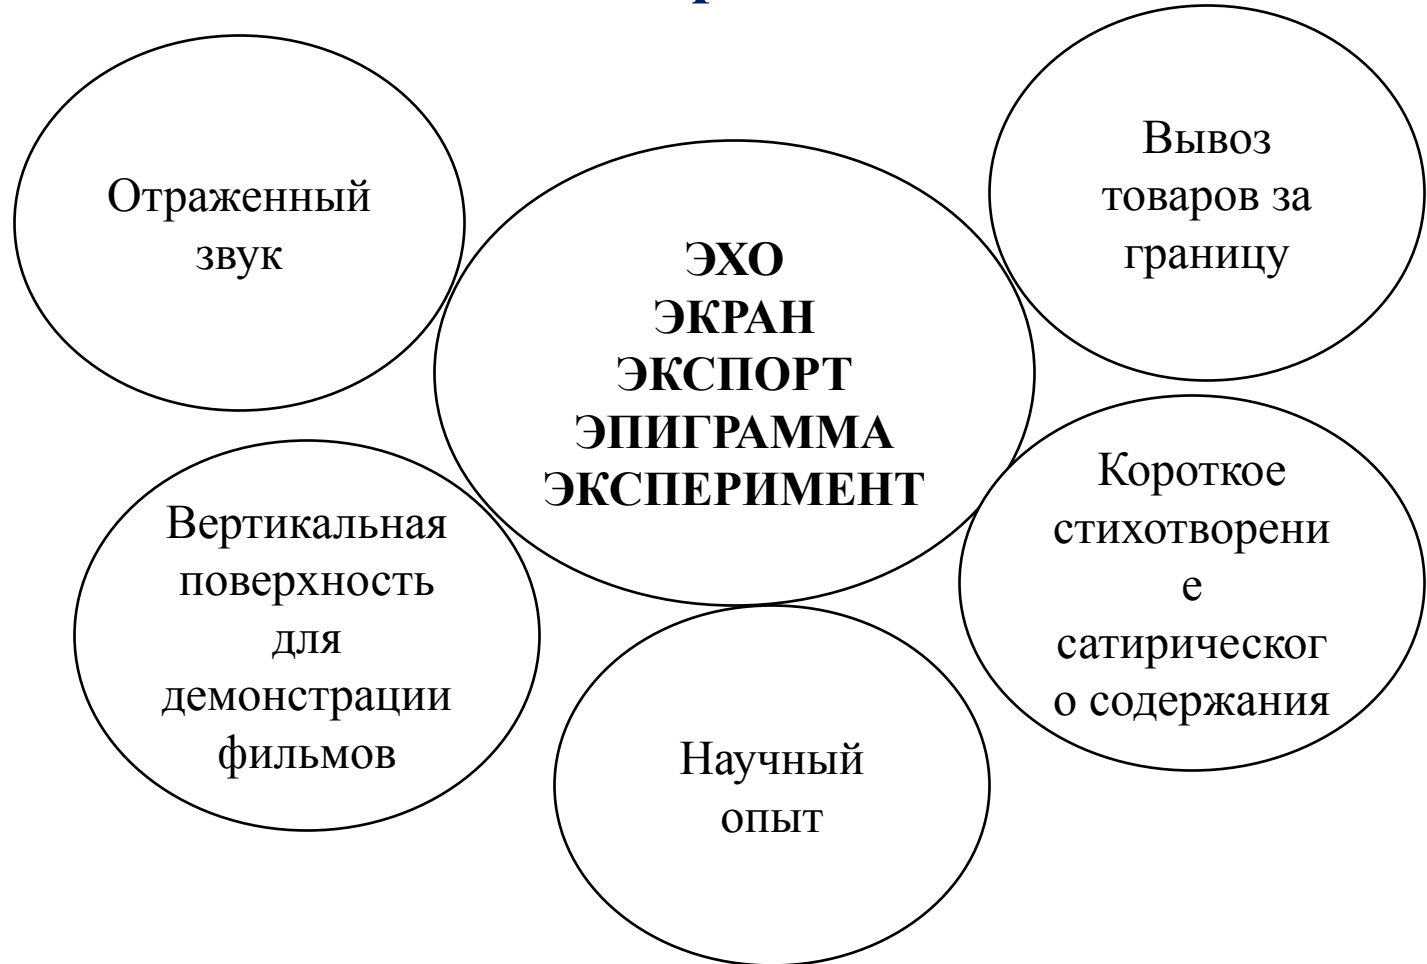 Отраженный
звук
Вывоз
товаров за
границу
ЭХО
ЭКРАН
ЭКСПОРТ
ЭПИГРАММА
ЭКСПЕРИМЕНТ
Вертикальная
поверхность
для
демонстрации
фильмов
Короткое
стихотворени
е
сатирическог
о содержания
Научный
опыт